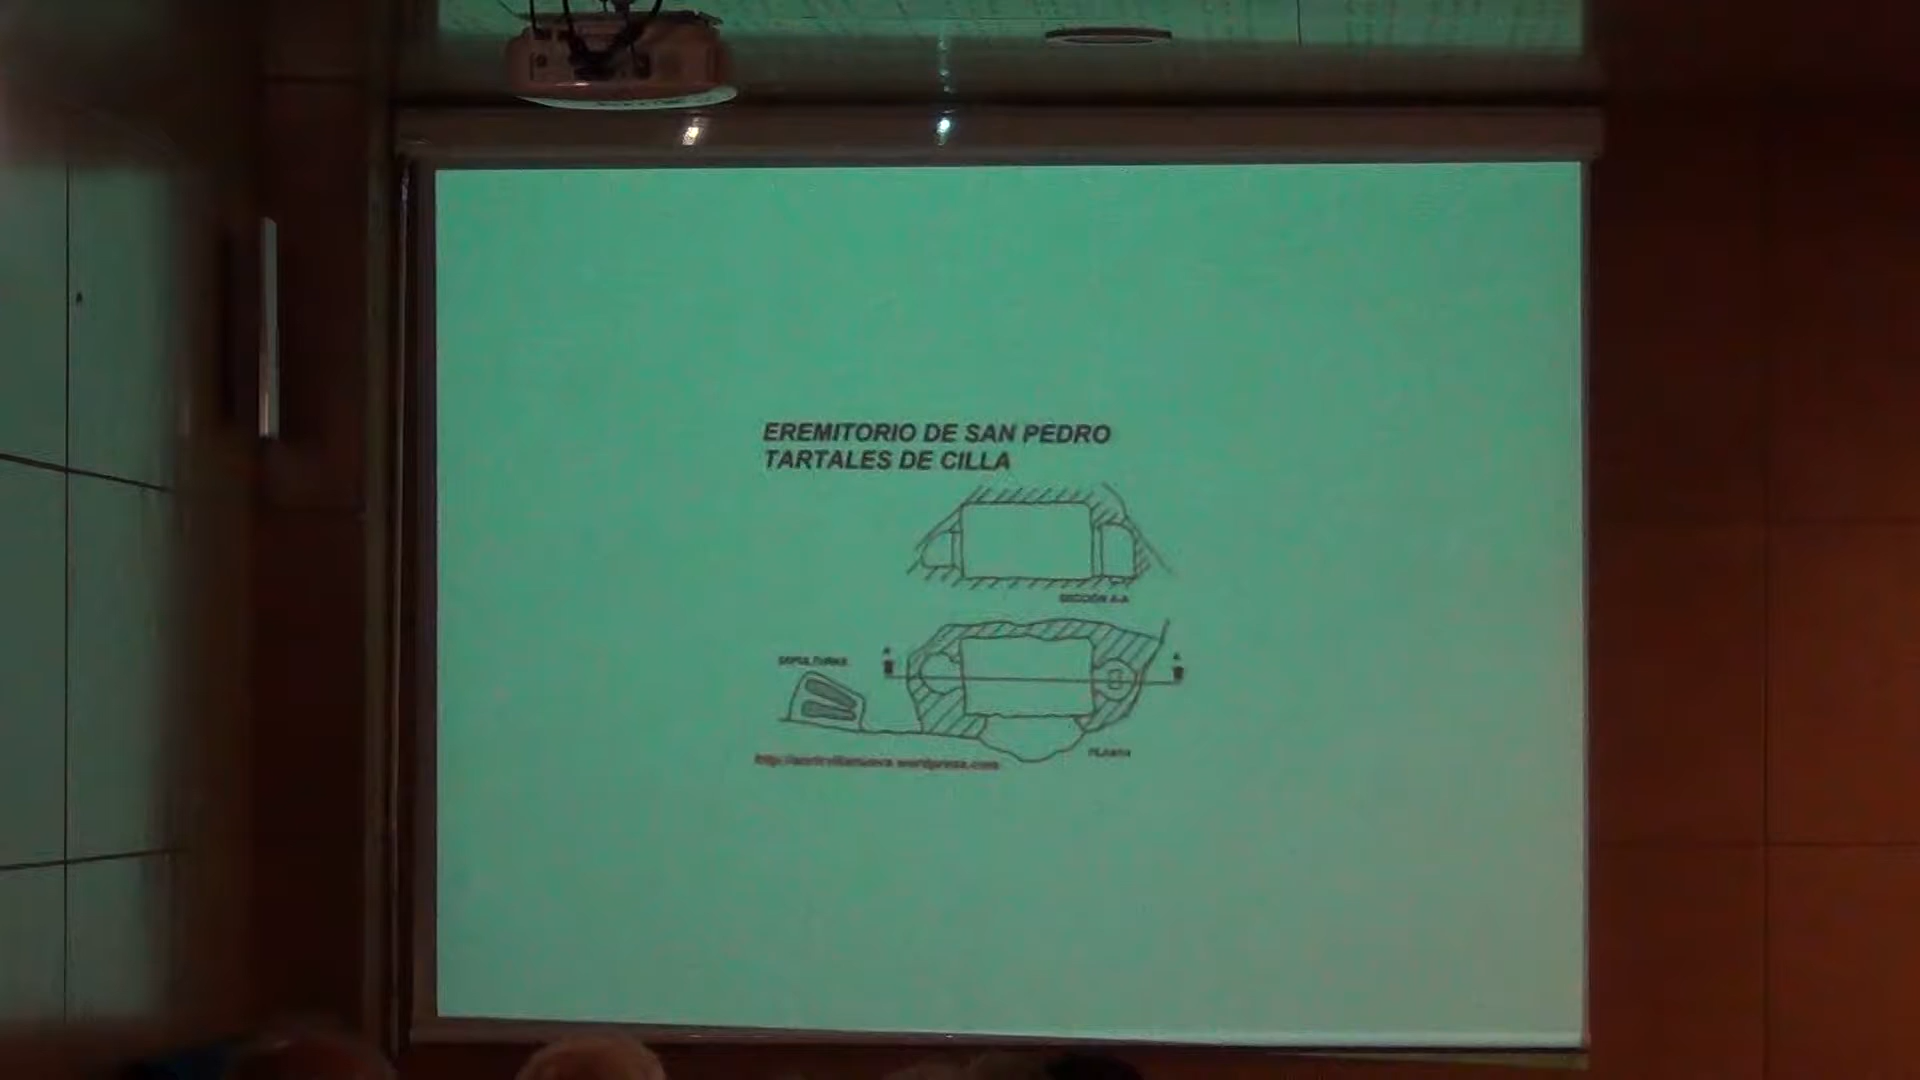 EREMITORIO DE SAN PEDRO
TARTALES DE CILLA
SECCIÓN A-A
SEPULTURAS
A
A
PLANTA